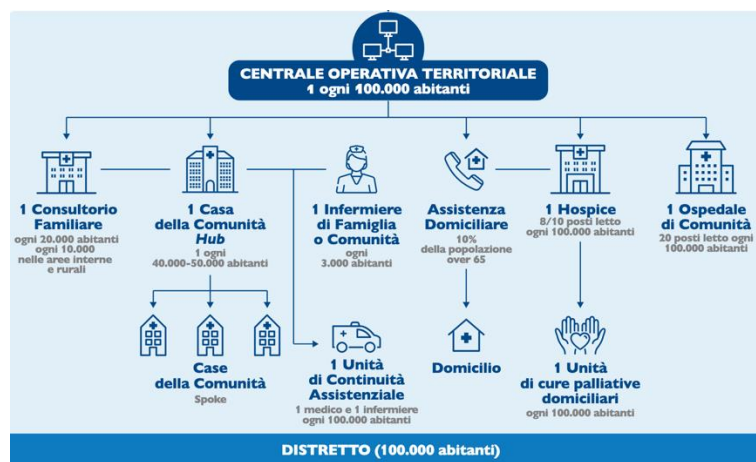 CENTRALE OPERATIVA TERRITORIALE
1 ogni 100.000 abitanti
1 Consultorio
Familiare
ogni 20.000 abitanti
ogni 10.000
nelle aree interne
e rurali
1 Casa
della Comunità
Hub
1 ogni
40.000-50.000 abitanti
1 Infermiere
di Famiglia
o Comunità
ogni
3.000 abitanti
Assistenza
Domiciliare
10%
della popolazione
over 65
1 Hospice
8/10 posti letto
ogni 100.000 abitanti
1 Ospedale
di Comunità
20 posti letto ogni
100.000 abitanti
Case
della Comunità
Spoke
1 Unità
di Continuità
Assistenziale
1 medico e 1 infermiere
ogni 100.000 abitanti
Domicilio
1 Unità
di cure palliative
domiciliari
ogni 100.000 abitanti
DISTRETTO (100.000 abitanti)